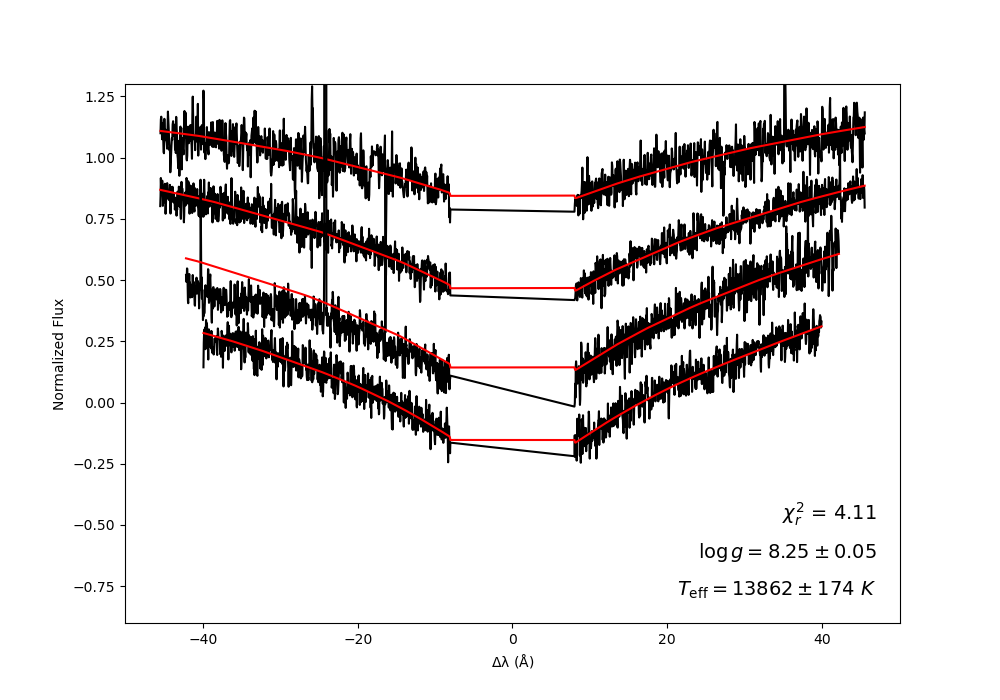 1.25
1.00
0.75
0.50
0.25
0.00
−0.25
−0.50
−0.75
Normalized Flux
χ²ᵣ = 4.11
log g = 8.25 ± 0.05
T_eff = 13862 ± 174 K
−40 −20 0 20 40
Δλ (Å)